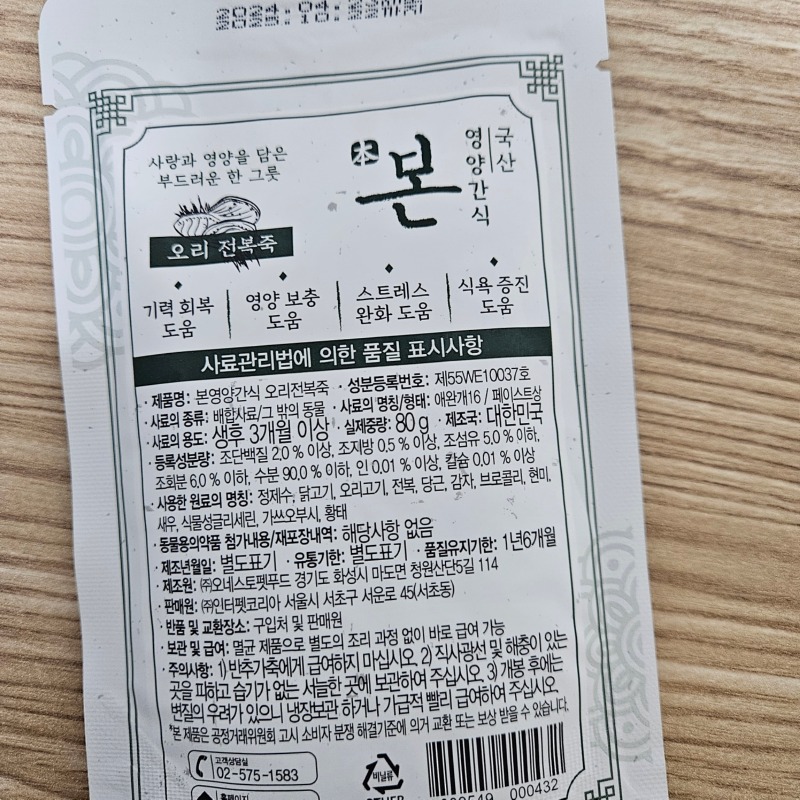 사랑과 영양을 담은
부드러운 한 그릇
오리 전복죽
本 본
국산
영양간식
기력 회복
도움
영양 보충
도움
스트레스
완화 도움
식욕 증진
도움
사료관리법에 의한 품질 표시사항
· 제품명: 본영양간식 오리전복죽 · 성분등록번호: 제55WE10037호
· 사료의 종류: 배합사료/그 밖의 동물 · 사료의 명칭/형태: 애완개16 / 페이스트상
· 사료의 용도: 생후 3개월 이상 · 실제중량: 80g · 제조국: 대한민국
· 등록성분량: 조단백질 2.0 % 이상, 조지방 0.5 % 이상, 조섬유 5.0 % 이하,
조회분 6.0 % 이하, 수분 90.0 % 이하, 인 0.01 % 이상, 칼슘 0.01 % 이상
· 사용한 원료의 명칭: 정제수, 닭고기, 오리고기, 전복, 당근, 감자, 브로콜리, 현미,
새우, 식물성글리세린, 가쓰오부시, 황태
· 동물용의약품 첨가내용/재포장내역: 해당사항 없음
· 제조년월일: 별도표기 · 유통기한: 별도표기 · 품질유지기한: 1년6개월
· 제조원: ㈜오네스토펫푸드 경기도 화성시 마도면 청원산단5길 114
· 판매원: ㈜인터펫코리아 서울시 서초구 서운로 45(서초동)
· 반품 및 교환장소: 구입처 및 판매원
· 보관 및 급여: 멸균 제품으로 별도의 조리 과정 없이 바로 급여 가능
· 주의사항: 1) 반추가축에게 급여하지 마십시오. 2) 직사광선 및 해충이 있는
곳을 피하고 습기가 없는 서늘한 곳에 보관하여 주십시오. 3) 개봉 후에는
변질의 우려가 있으니 냉장보관 하거나 가급적 빨리 급여하여 주십시오.
*본 제품은 공정거래위원회 고시 소비자 분쟁 해결기준에 의거 교환 또는 보상 받을 수 있습니다.
고객상담실
02-575-1583
홈페이지
비닐류
OTHER
000432